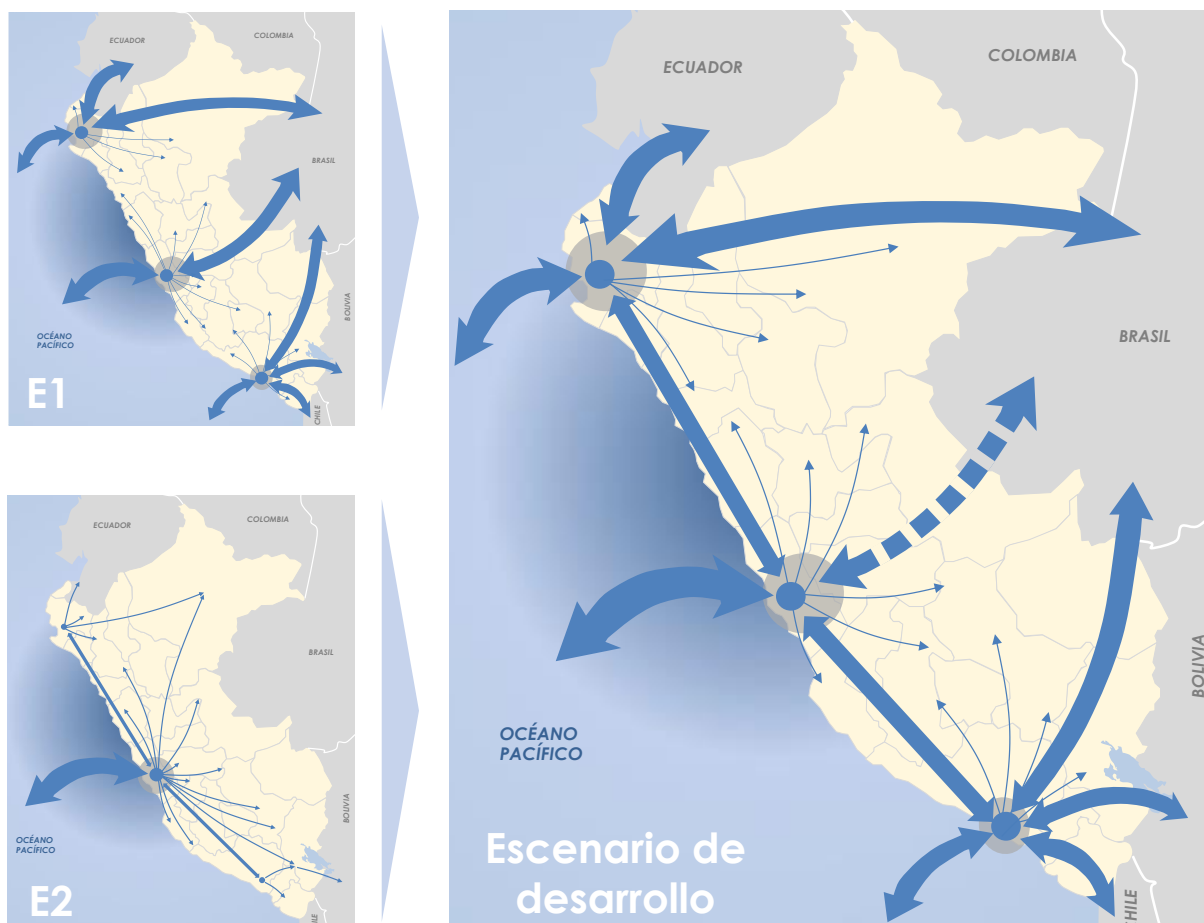 ECUADOR
COLOMBIA
BRASIL
BOLIVIA
OCÉANO
PACÍFICO
E1
CHILE
ECUADOR
COLOMBIA
BRASIL
BOLIVIA
OCÉANO
PACÍFICO
E2
ECUADOR
COLOMBIA
BRASIL
BOLIVIA
OCÉANO
PACÍFICO
Escenario de
desarrollo